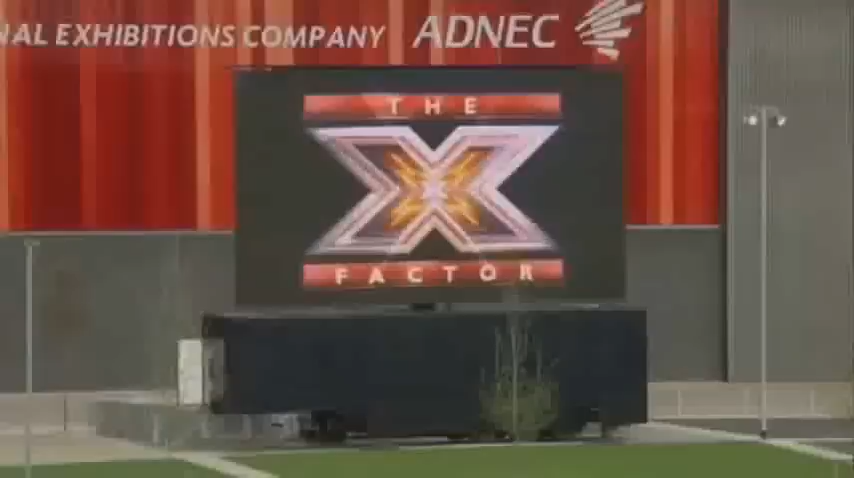 NAL EXHIBITIONS COMPANY ADNEC
THE
X
FACTOR